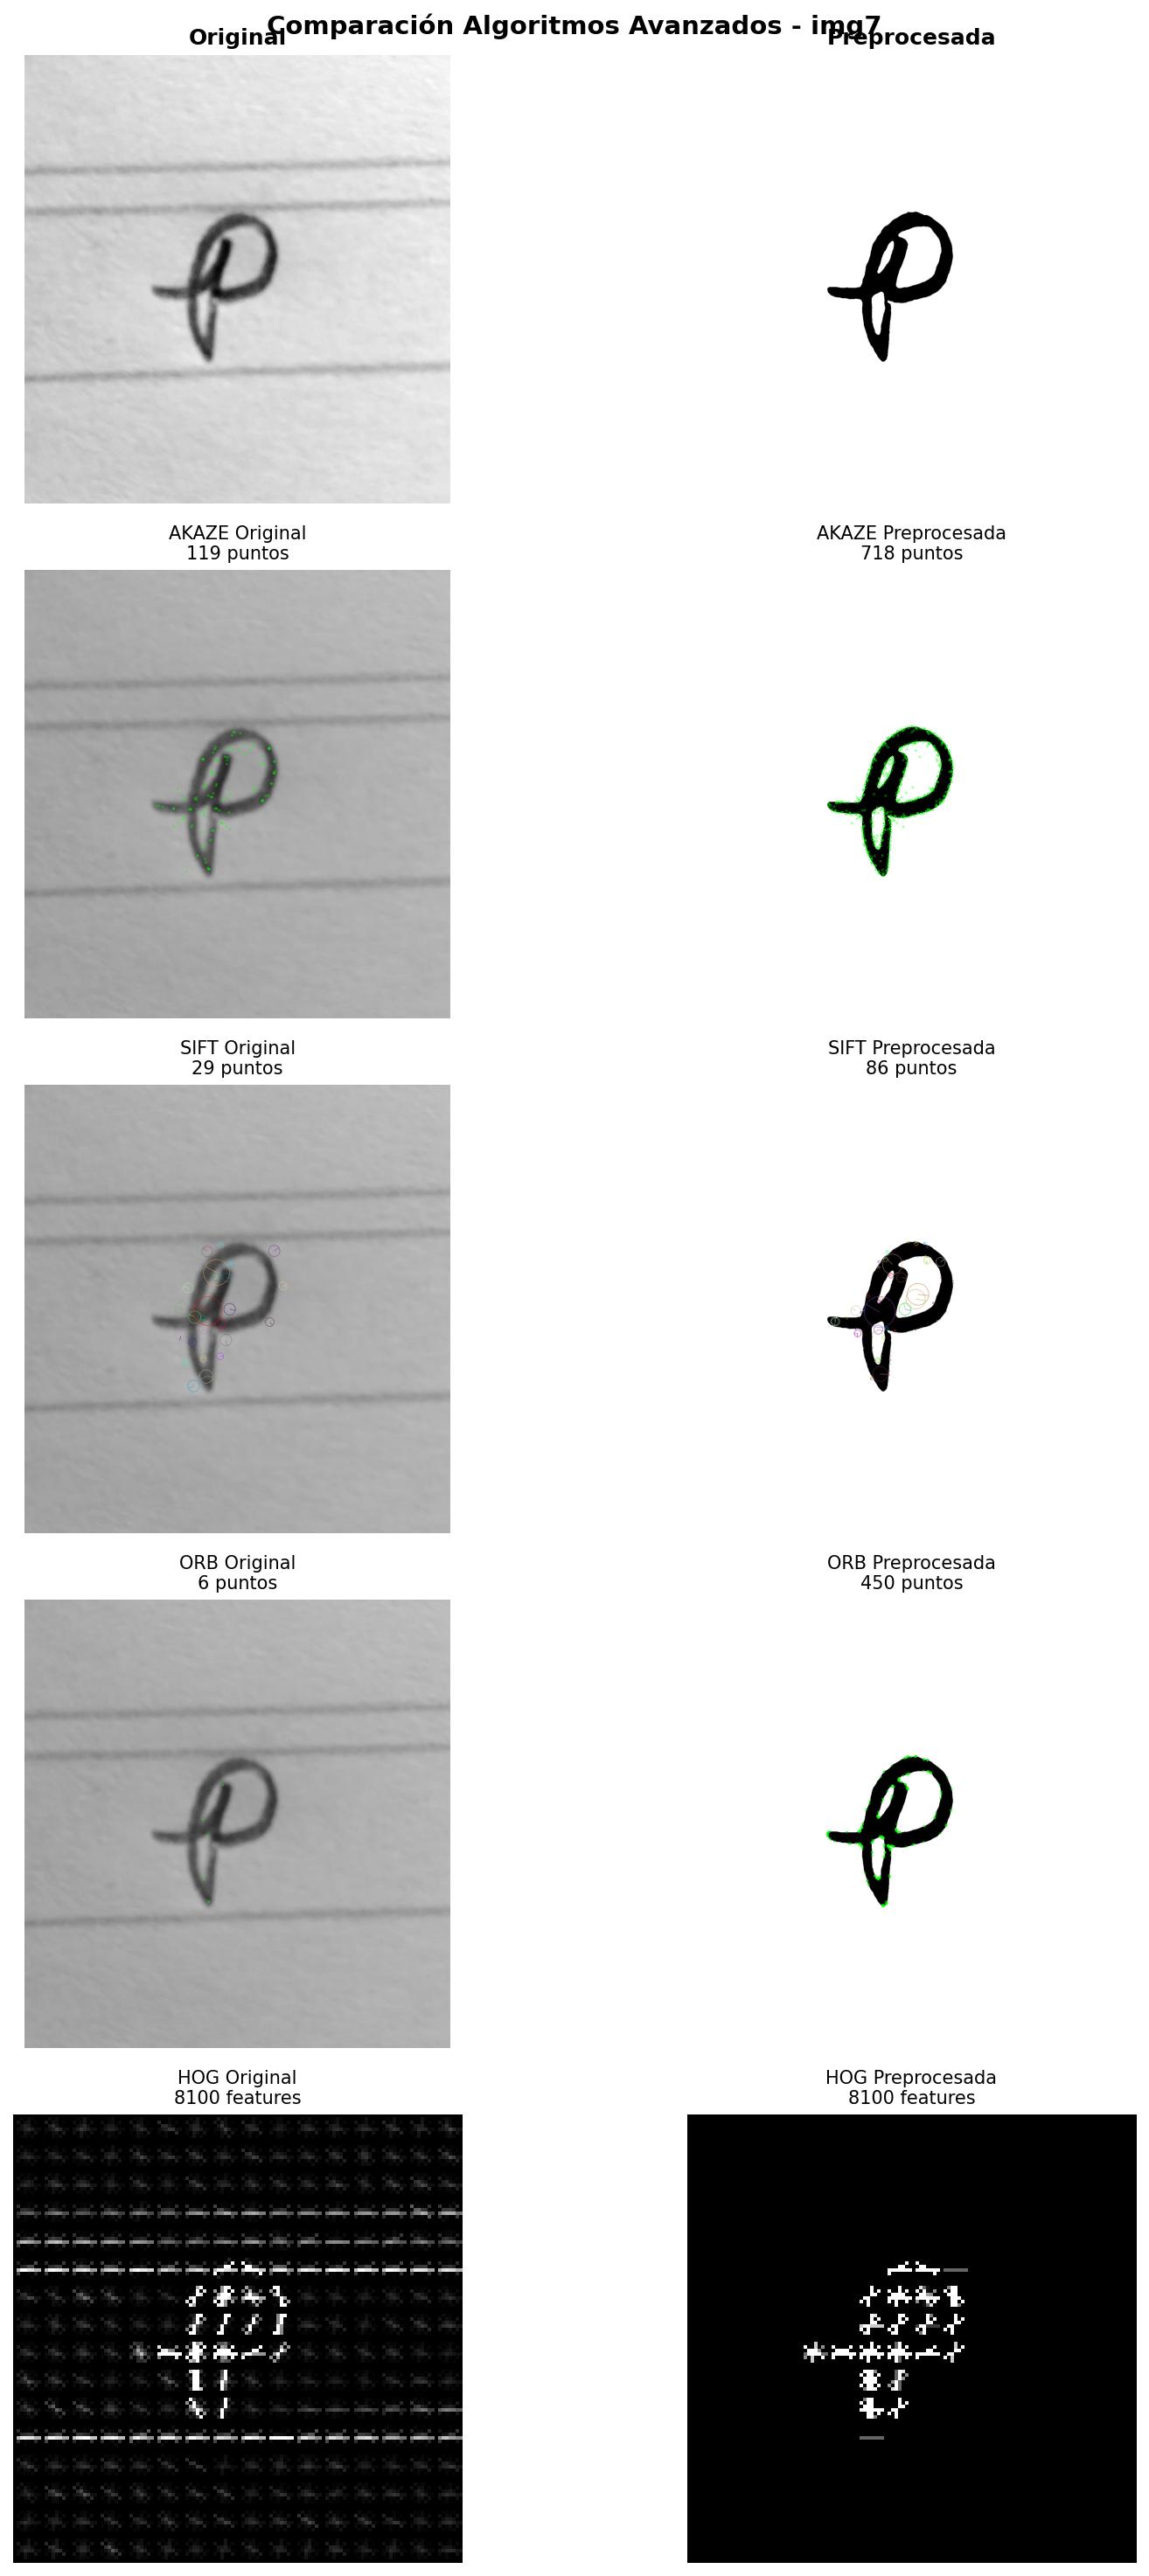 Comparación Algoritmos Avanzados - img7
Original Preprocesada
AKAZE Original AKAZE Preprocesada
119 puntos 718 puntos
SIFT Original SIFT Preprocesada
29 puntos 86 puntos
ORB Original ORB Preprocesada
6 puntos 450 puntos
HOG Original HOG Preprocesada
8100 features 8100 features